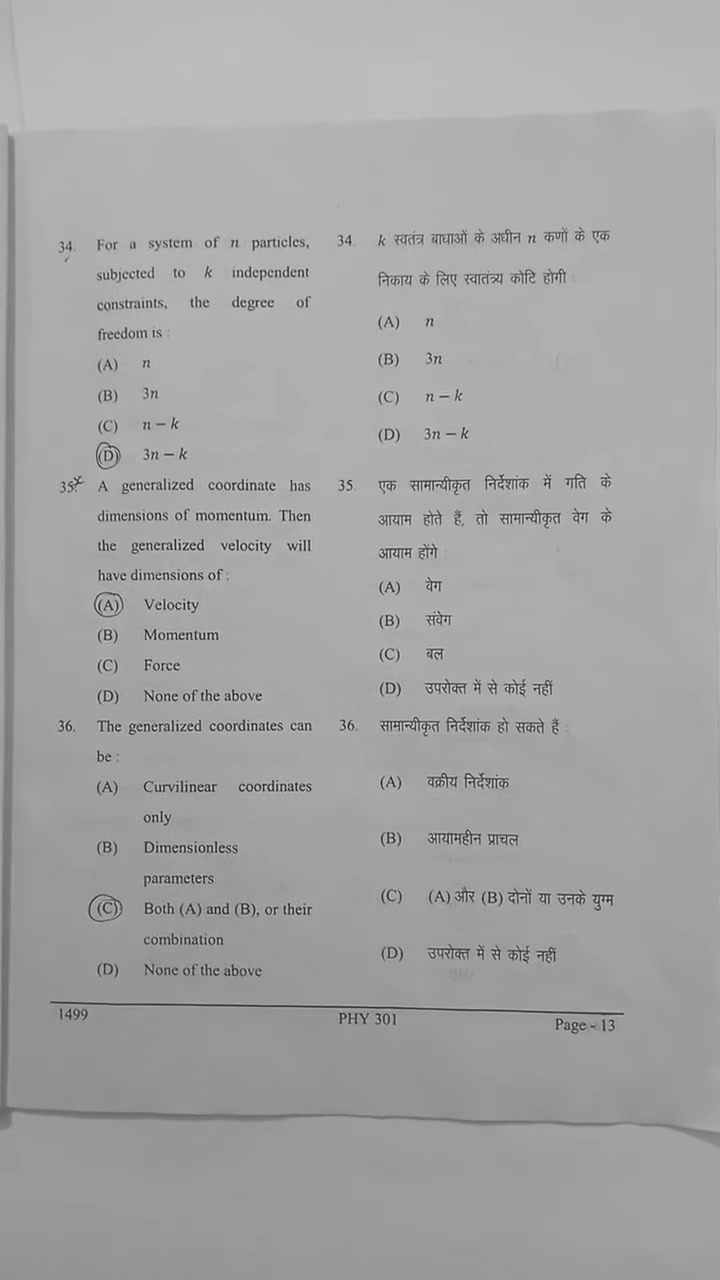 34. For a system of n particles,
subjected to k independent
constraints, the degree of
freedom is :
(A) n
(B) 3n
(C) n – k
(D) 3n – k
35. A generalized coordinate has
dimensions of momentum. Then
the generalized velocity will
have dimensions of :
(A) Velocity
(B) Momentum
(C) Force
(D) None of the above
36. The generalized coordinates can
be :
(A) Curvilinear coordinates
only
(B) Dimensionless
parameters
(C) Both (A) and (B), or their
combination
(D) None of the above
34. k स्वतंत्र बाधाओं के अधीन n कणों के एक
निकाय के लिए स्वातंत्र्य कोटि होगी :
(A) n
(B) 3n
(C) n – k
(D) 3n – k
35. एक सामान्यीकृत निर्देशांक में गति के
आयाम होते हैं, तो सामान्यीकृत वेग के
आयाम होंगे :
(A) वेग
(B) संवेग
(C) बल
(D) उपरोक्त में से कोई नहीं
36. सामान्यीकृत निर्देशांक हो सकते हैं :
(A) वक्रीय निर्देशांक
(B) आयामहीन प्राचल
(C) (A) और (B) दोनों या उनके युग्म
(D) उपरोक्त में से कोई नहीं
1499 PHY 301 Page - 13